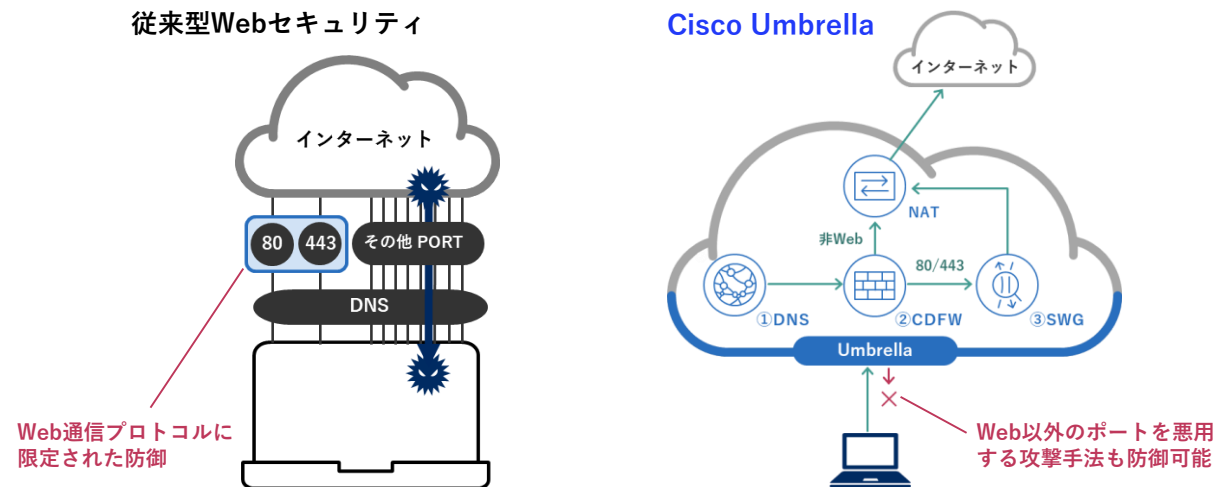 従来型Webセキュリティ
インターネット
80
443
その他 PORT
DNS
Web通信プロトコルに
限定された防御
Cisco Umbrella
インターネット
NAT
非Web
80/443
①DNS
②CDFW
③SWG
Umbrella
Web以外のポートを悪用
する攻撃手法も防御可能